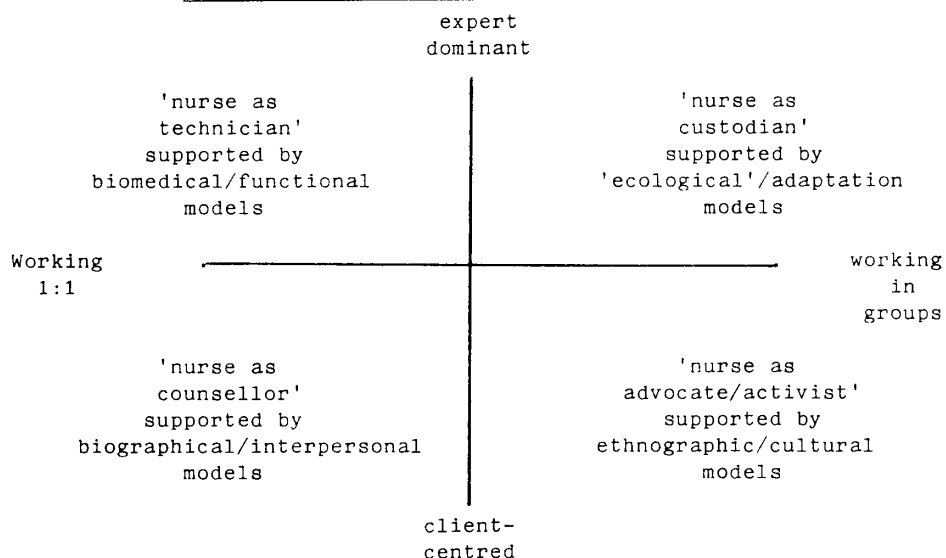 expert
dominant
'nurse as
technician'
supported by
biomedical/functional
models
'nurse as
custodian'
supported by
'ecological'/adaptation
models
Working
1:1
working
in
groups
'nurse as
counsellor'
supported by
biographical/interpersonal
models
'nurse as
advocate/activist'
supported by
ethnographic/cultural
models
client-
centred